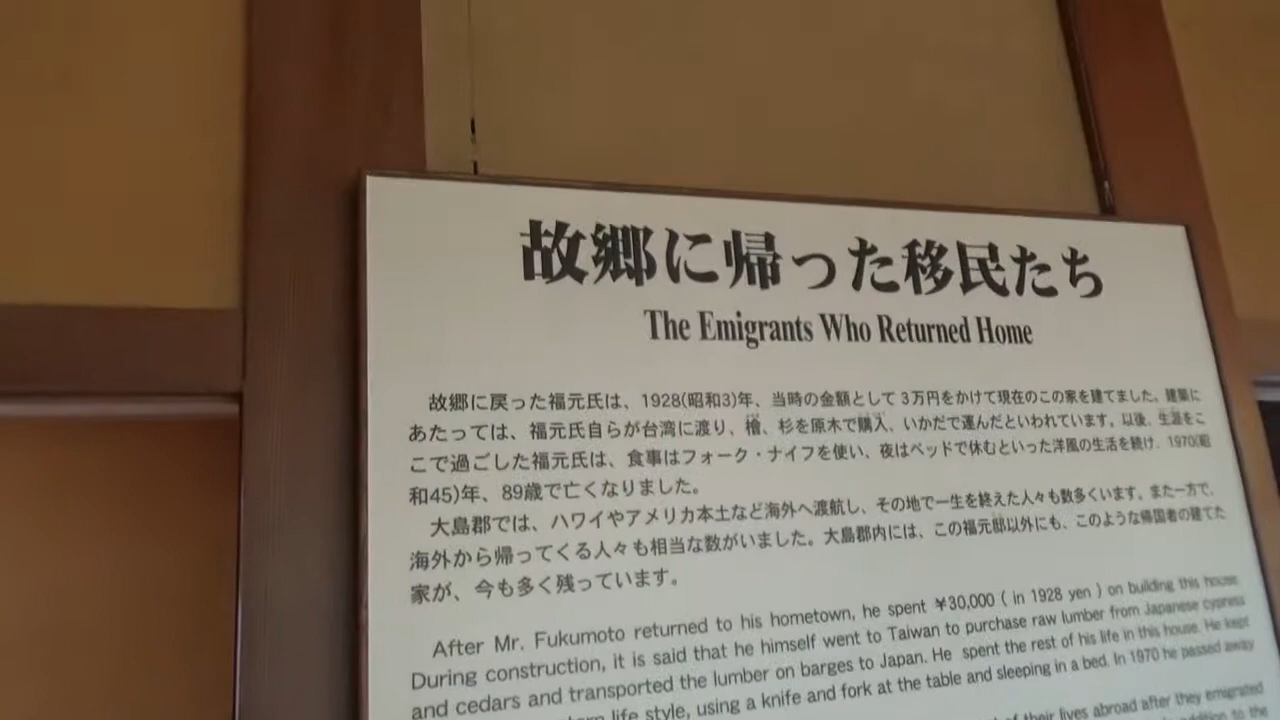 故郷に帰った移民たち
The Emigrants Who Returned Home
故郷に戻った福元氏は、1928(昭和3)年、当時の金額として3万円をかけて現在のこの家を建てました。建築に
あたっては、福元氏自らが台湾に渡り、檜、杉を原木で購入、いかだで運んだといわれています。以後、生涯をこ
こで過ごした福元氏は、食事はフォーク・ナイフを使い、夜はベッドで休むといった洋風の生活を続け、1970(昭
和45)年、89歳で亡くなりました。
大島郡では、ハワイやアメリカ本土など海外へ渡航し、その地で一生を終えた人々も数多くいます。また一方で、
海外から帰ってくる人々も相当な数がいました。大島郡内には、この福元邸以外にも、このような帰国者の建てた
家が、今も多く残っています。
After Mr. Fukumoto returned to his hometown, he spent ¥30,000 ( in 1928 yen ) on building this house.
During construction, it is said that he himself went to Taiwan to purchase raw lumber from Japanese cypress
and cedars and transported the lumber on barges to Japan. He spent the rest of his life in this house. He kept
life style, using a knife and fork at the table and sleeping in a bed. In 1970 he passed away
of their lives abroad after they emigrated
to the